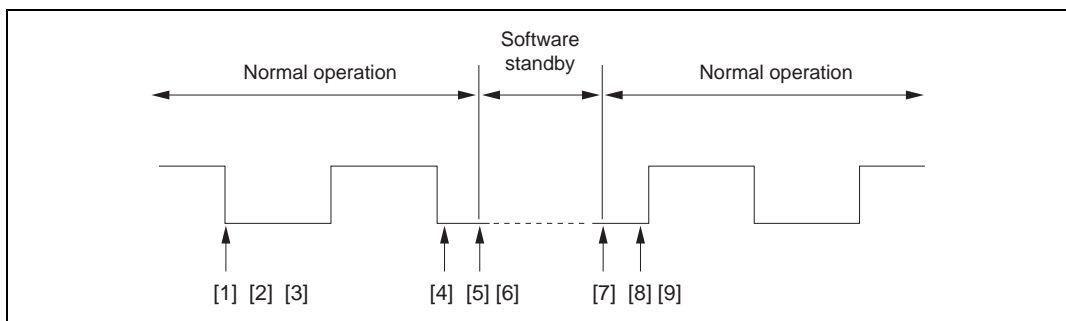 Software
standby
Normal operation
Normal operation
[1] [2] [3] [4] [5] [6] [7] [8] [9]